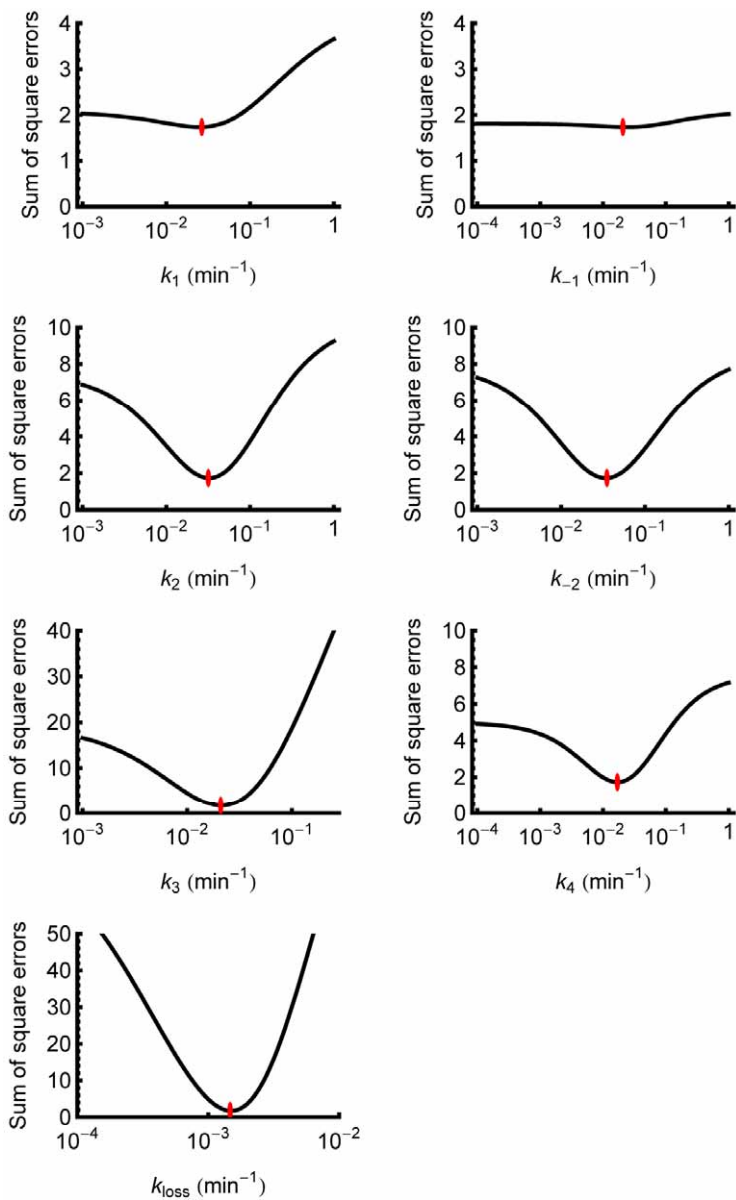 Sum of square errors
4
3
2
1
0
10⁻³ 10⁻² 10⁻¹ 1
k₁ (min⁻¹)
Sum of square errors
4
3
2
1
0
10⁻⁴ 10⁻³ 10⁻² 10⁻¹ 1
k₋₁ (min⁻¹)
Sum of square errors
10
8
6
4
2
0
10⁻³ 10⁻² 10⁻¹ 1
k₂ (min⁻¹)
Sum of square errors
10
8
6
4
2
0
10⁻³ 10⁻² 10⁻¹ 1
k₋₂ (min⁻¹)
Sum of square errors
40
30
20
10
0
10⁻³ 10⁻² 10⁻¹
k₃ (min⁻¹)
Sum of square errors
10
8
6
4
2
0
10⁻⁴ 10⁻³ 10⁻² 10⁻¹ 1
k₄ (min⁻¹)
Sum of square errors
50
40
30
20
10
0
10⁻⁴ 10⁻³ 10⁻²
kₗₒₛₛ (min⁻¹)